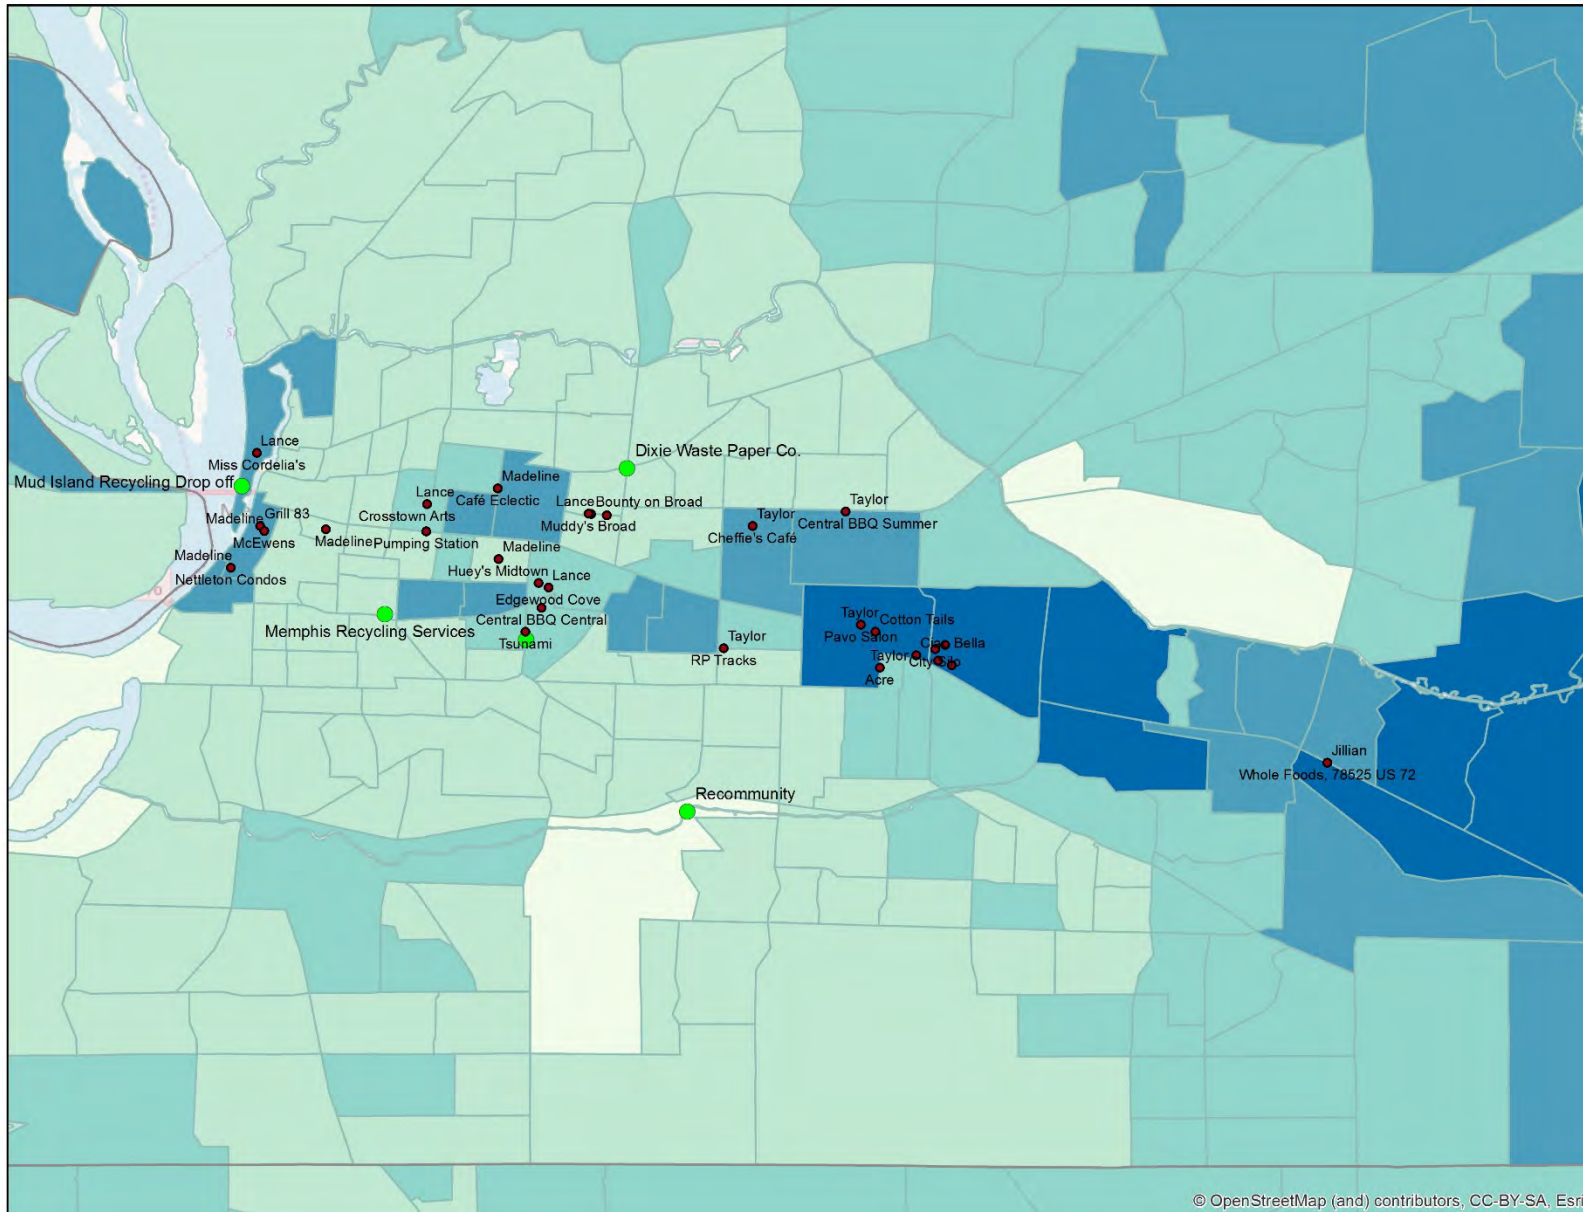 Lance
Miss Cordelia's
Mud Island Recycling Drop off
Dixie Waste Paper Co.
Madeline
Café Eclectic
Lance
Crosstown Arts
Lance Bounty on Broad
Muddy's Broad
Taylor
Central BBQ Summer
Taylor
Cheffie's Café
Madeline
Grill 83
McEwens
Madeline
Pumping Station
Madeline
Nettleton Condos
Madeline
Huey's Midtown
Lance
Edgewood Cove
Central BBQ Central
Memphis Recycling Services
Tsunami
Taylor
RP Tracks
Taylor
Cotton Tails
Pavo Salon
Ciao Bella
Taylor
City Silo
Acre
Jillian
Whole Foods, 78525 US 72
Recommunity
© OpenStreetMap (and) contributors, CC-BY-SA, Esri